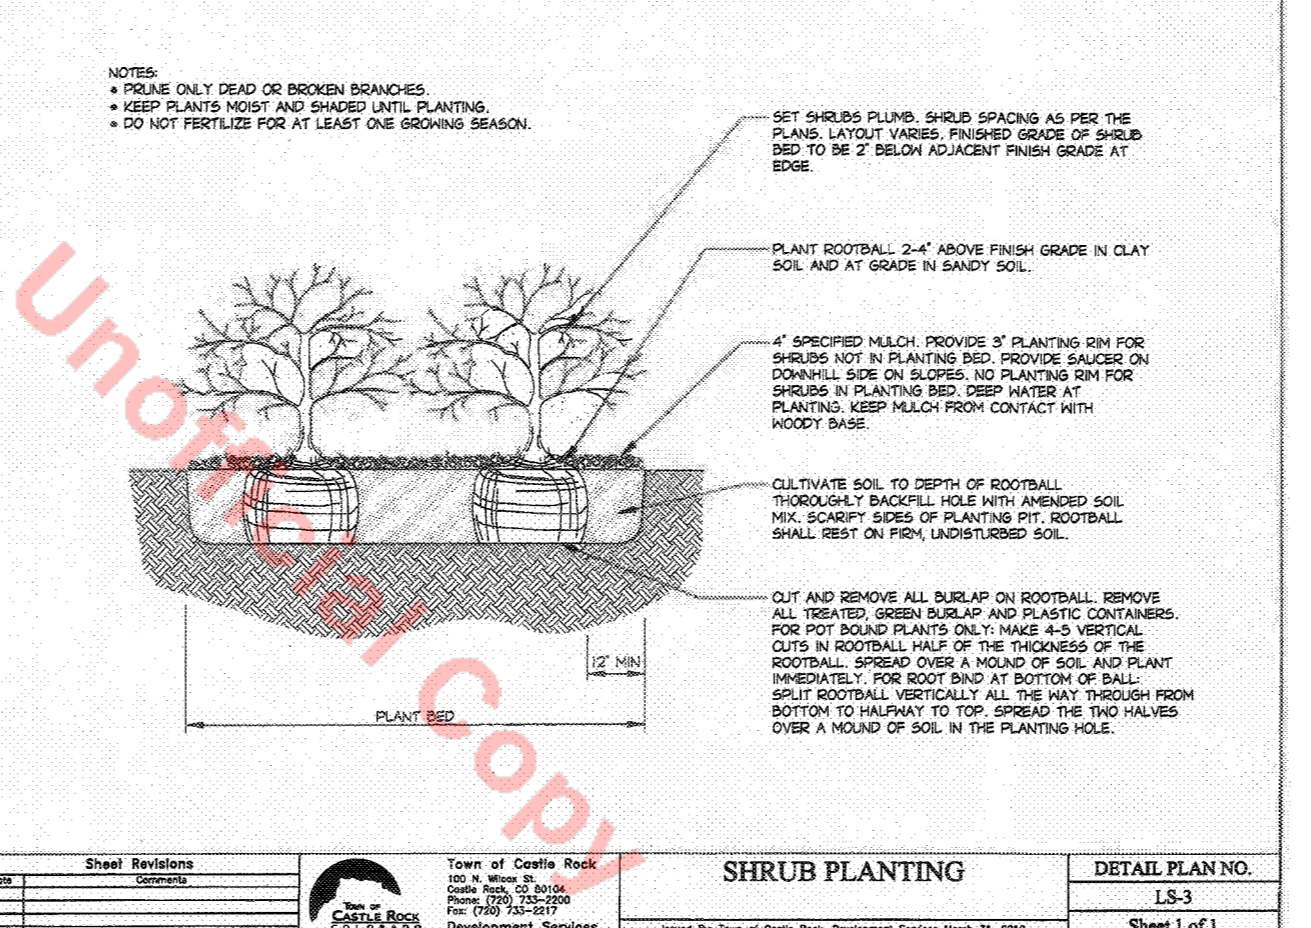 NOTES:
• PRUNE ONLY DEAD OR BROKEN BRANCHES.
• KEEP PLANTS MOIST AND SHADED UNTIL PLANTING.
• DO NOT FERTILIZE FOR AT LEAST ONE GROWING SEASON.
SET SHRUBS PLUMB. SHRUB SPACING AS PER THE
PLANS. LAYOUT VARIES. FINISHED GRADE OF SHRUB
BED TO BE 2" BELOW ADJACENT FINISH GRADE AT
EDGE.
PLANT ROOTBALL 2-4" ABOVE FINISH GRADE IN CLAY
SOIL AND AT GRADE IN SANDY SOIL.
4" SPECIFIED MULCH. PROVIDE 3" PLANTING RIM FOR
SHRUBS NOT IN PLANTING BED. PROVIDE SAUCER ON
DOWNHILL SIDE ON SLOPES. NO PLANTING RIM FOR
SHRUBS IN PLANTING BED. DEEP WATER AT
PLANTING. KEEP MULCH FROM CONTACT WITH
WOODY BASE.
CULTIVATE SOIL TO DEPTH OF ROOTBALL
THOROUGHLY BACKFILL HOLE WITH AMENDED SOIL
MIX. SCARIFY SIDES OF PLANTING PIT. ROOTBALL
SHALL REST ON FIRM, UNDISTURBED SOIL.
CUT AND REMOVE ALL BURLAP ON ROOTBALL. REMOVE
ALL TREATED, GREEN BURLAP AND PLASTIC CONTAINERS.
FOR POT BOUND PLANTS ONLY: MAKE 4-5 VERTICAL
CUTS IN ROOTBALL HALF OF THE THICKNESS OF THE
ROOTBALL. SPREAD OVER A MOUND OF SOIL AND PLANT
IMMEDIATELY. FOR ROOT BIND AT BOTTOM OF BALL:
SPLIT ROOTBALL VERTICALLY ALL THE WAY THROUGH FROM
BOTTOM TO HALFWAY TO TOP. SPREAD THE TWO HALVES
OVER A MOUND OF SOIL IN THE PLANTING HOLE.
12" MIN
PLANT BED
Unofficial Copy
Sheet Revisions
Comments
TOWN OF
CASTLE ROCK
Town of Castle Rock
100 N. Wilcox St.
Castle Rock, CO 80104
Phone: (720) 733-2200
Fax: (720) 733-2217
Development Services
SHRUB PLANTING
DETAIL PLAN NO.
LS-3
Sheet 1 of 1